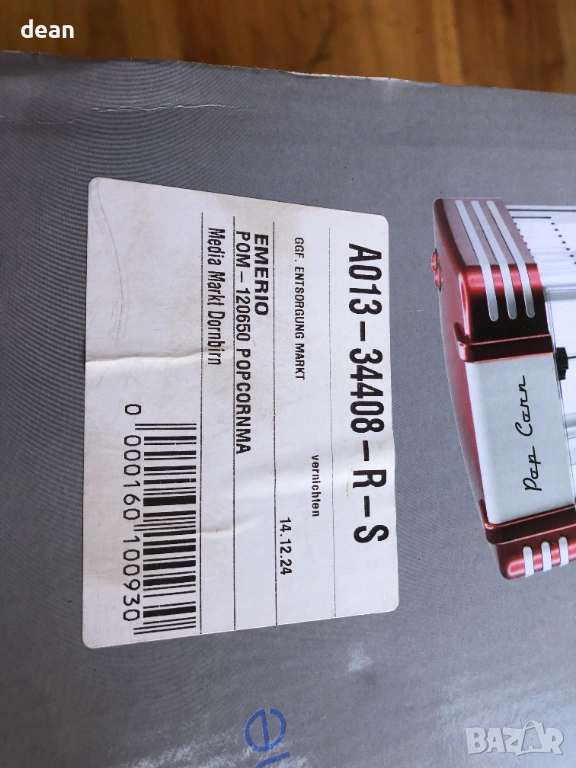 dean
A013-34408-R-S
vernichten 14.12.24
GGF. ENTSORGUNG MARKT
EMERIO
POM-120650 POPCORNMA
Media Markt Dornbirn
0 000160 100930
Pop Corn
BAZAR